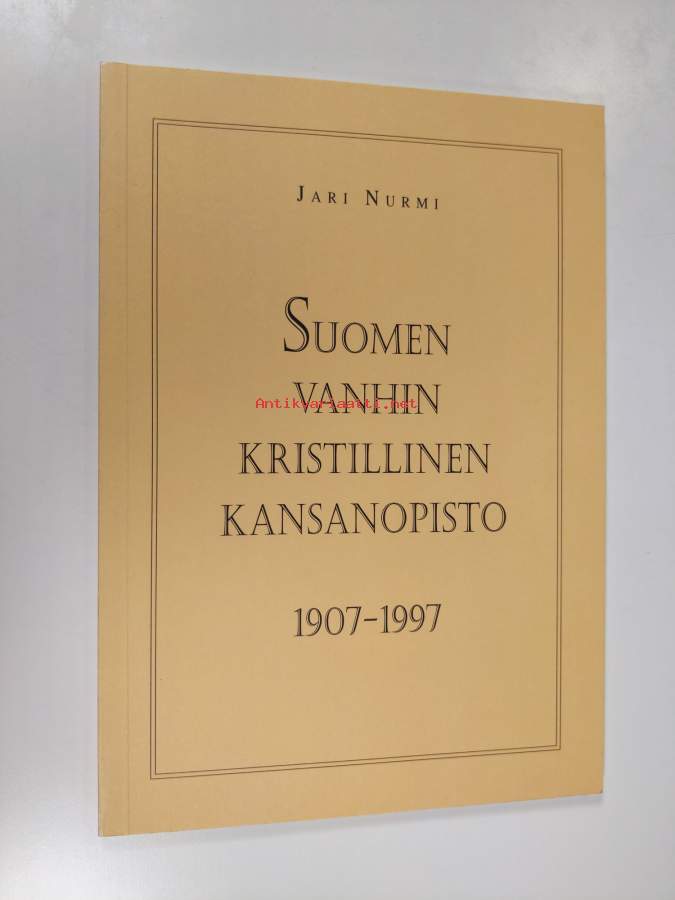 JARI NURMI
SUOMEN
VANHIN
Antikvariaatti.net
KRISTILLINEN
KANSANOPISTO
1907-1997